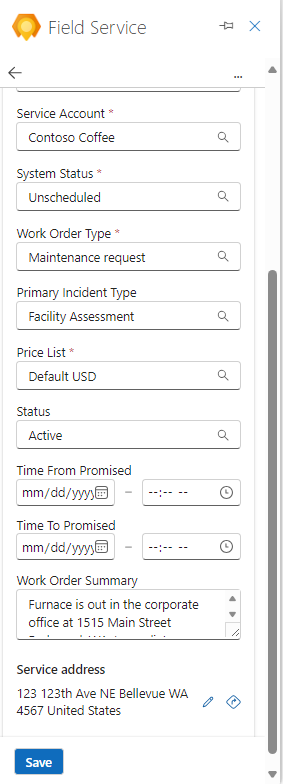 Field Service
...
Service Account *
Contoso Coffee
System Status *
Unscheduled
Work Order Type *
Maintenance request
Primary Incident Type
Facility Assessment
Price List *
Default USD
Status
Active
Time From Promised
mm/dd/yyyy – --:-- --
Time To Promised
mm/dd/yyyy – --:-- --
Work Order Summary
Furnace is out in the corporate
office at 1515 Main Street
Service address
123 123th Ave NE Bellevue WA
4567 United States
Save